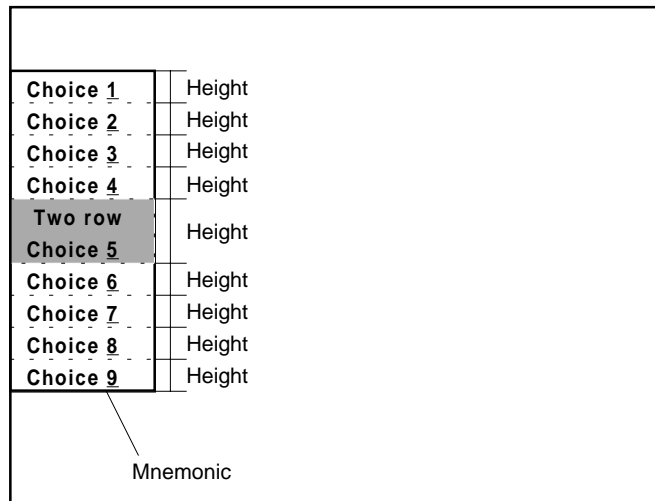 Choice 1 Height
Choice 2 Height
Choice 3 Height
Choice 4 Height
Two row
Choice 5 Height
Choice 6 Height
Choice 7 Height
Choice 8 Height
Choice 9 Height
Mnemonic